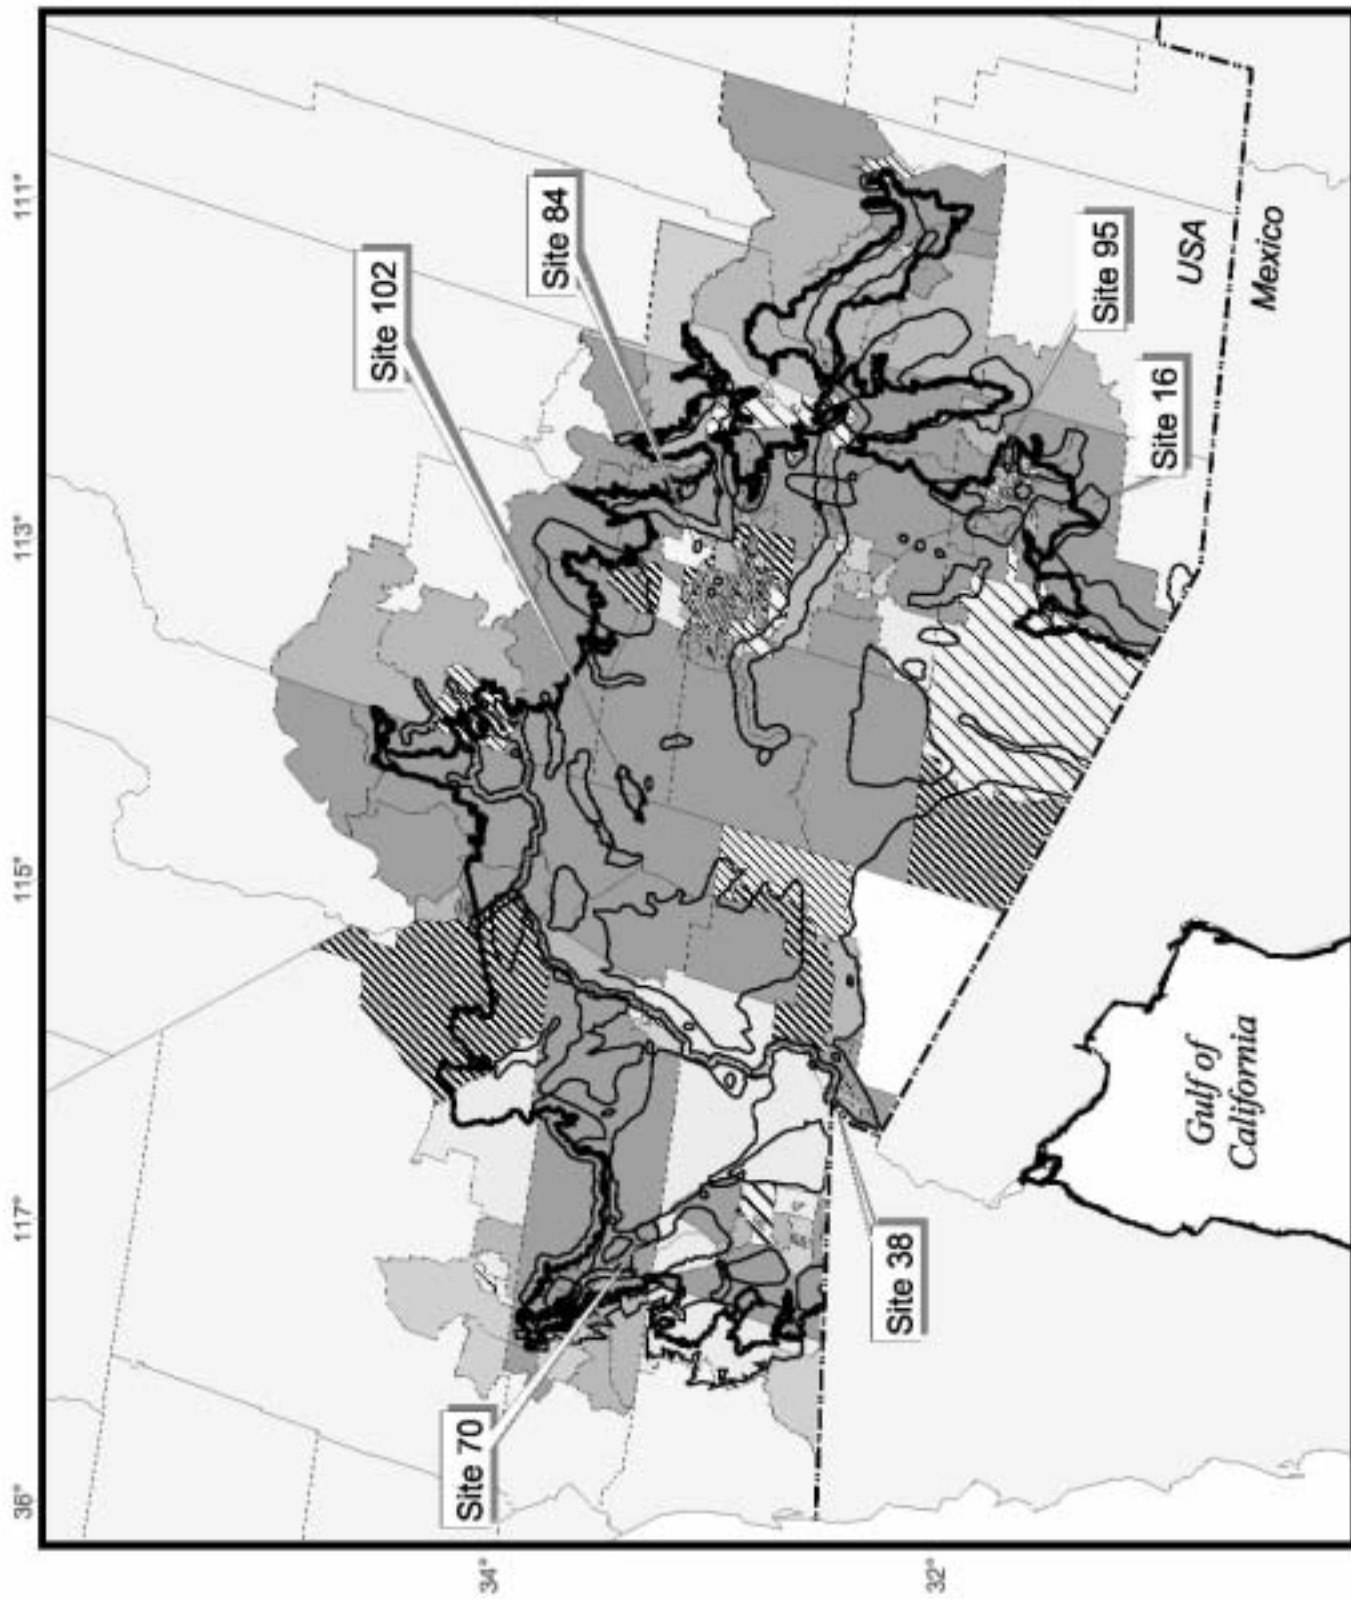 36°
117°
115°
113°
111°
34°
32°
Site 70
Site 102
Site 84
Site 38
Site 16
Site 95
USA
Mexico
Gulf of
California